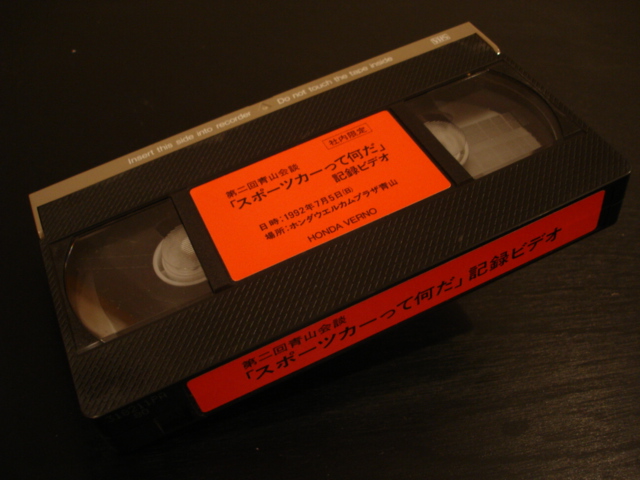 Insert this side into recorder △ Do not touch the tape inside
社内限定
第二回青山会談
「スポーツカーって何だ」
記録ビデオ
日時：1992年7月5日(日)
場所：ホンダウエルカムプラザ青山
HONDA VERNO
第二回青山会談
「スポーツカーって何だ」記録ビデオ